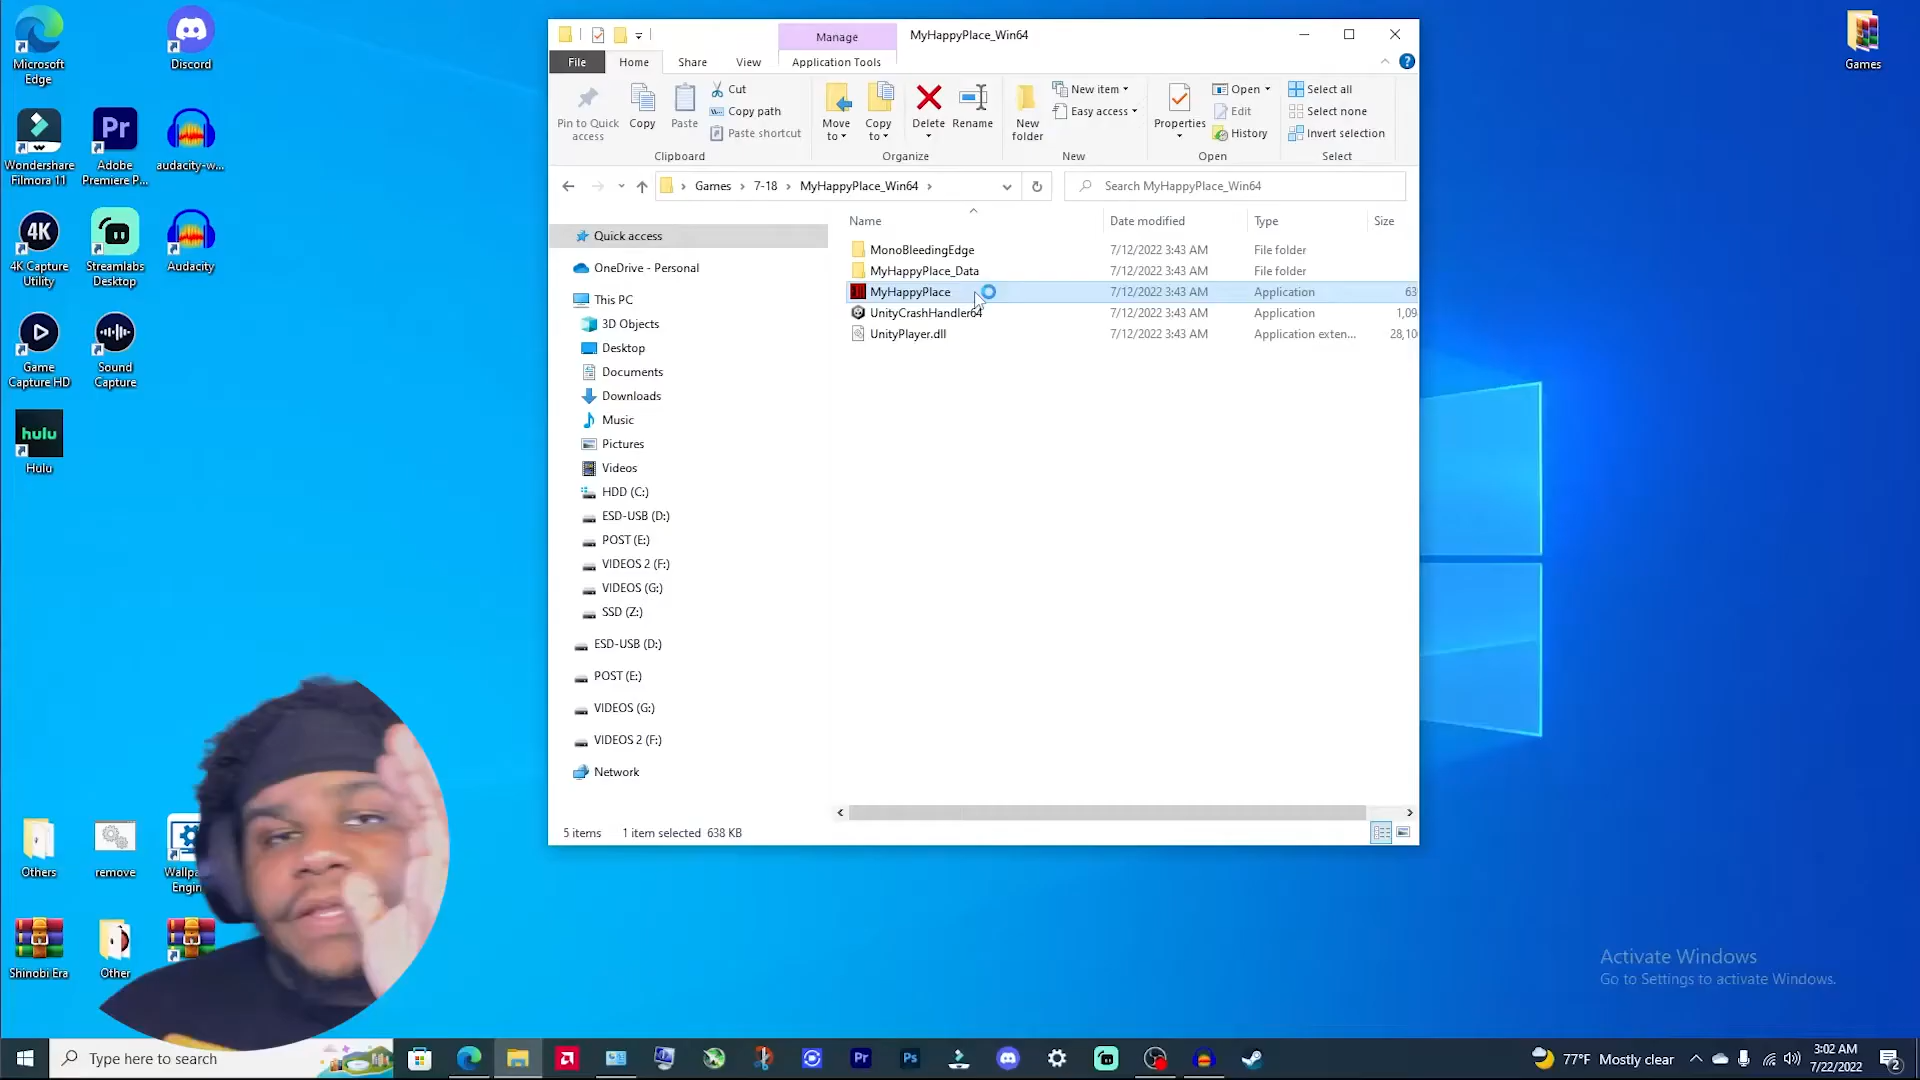 Microsoft Edge
Discord
Wondershare Filmora 11
Adobe Premiere P...
audacity-w...
4K
4K Capture Utility
Streamlabs Desktop
Audacity
Game Capture HD
Sound Capture
hulu
Hulu
Others
remove
Shinobi Era
Other
Games
Manage
MyHappyPlace_Win64
File
Home
Share
View
Application Tools
Pin to Quick access
Copy
Paste
Cut
Copy path
Paste shortcut
Clipboard
Move to
Copy to
Delete
Rename
Organize
New folder
New item
Easy access
New
Properties
Open
Edit
History
Open
Select all
Select none
Invert selection
Select
Games
7-18
MyHappyPlace_Win64
Search MyHappyPlace_Win64
Quick access
OneDrive - Personal
This PC
3D Objects
Desktop
Documents
Downloads
Music
Pictures
Videos
HDD (C:)
ESD-USB (D:)
POST (E:)
VIDEOS 2 (F:)
VIDEOS (G:)
SSD (Z:)
ESD-USB (D:)
POST (E:)
VIDEOS (G:)
VIDEOS 2 (F:)
Network
Name Date modified Type Size
MonoBleedingEdge 7/12/2022 3:43 AM File folder
MyHappyPlace_Data 7/12/2022 3:43 AM File folder
MyHappyPlace 7/12/2022 3:43 AM Application
UnityCrashHandler64 7/12/2022 3:43 AM Application
UnityPlayer.dll 7/12/2022 3:43 AM Application exten...
5 items 1 item selected 638 KB
Activate Windows
Go to Settings to activate Windows.
Type here to search
Pr
Ps
77°F Mostly clear
3:02 AM
7/22/2022
2